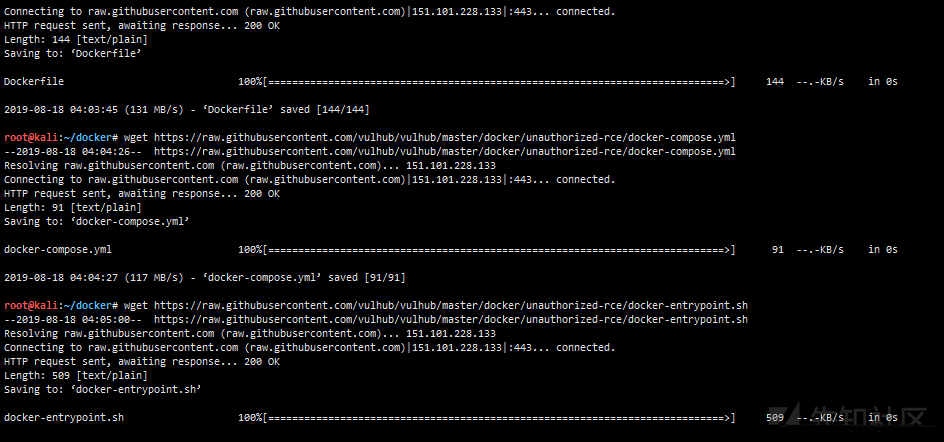 Connecting to raw.githubusercontent.com (raw.githubusercontent.com)|151.101.228.133|:443... connected.
HTTP request sent, awaiting response... 200 OK
Length: 144 [text/plain]
Saving to: ‘Dockerfile’
Dockerfile 100%[===========================================================================>] 144 --.-KB/s in 0s
2019-08-18 04:03:45 (131 MB/s) - ‘Dockerfile’ saved [144/144]
root@kali:~/docker# wget https://raw.githubusercontent.com/vulhub/vulhub/master/docker/unauthorized-rce/docker-compose.yml
--2019-08-18 04:04:26-- https://raw.githubusercontent.com/vulhub/vulhub/master/docker/unauthorized-rce/docker-compose.yml
Resolving raw.githubusercontent.com (raw.githubusercontent.com)... 151.101.228.133
Connecting to raw.githubusercontent.com (raw.githubusercontent.com)|151.101.228.133|:443... connected.
HTTP request sent, awaiting response... 200 OK
Length: 91 [text/plain]
Saving to: ‘docker-compose.yml’
docker-compose.yml 100%[===========================================================================>] 91 --.-KB/s in 0s
2019-08-18 04:04:27 (117 MB/s) - ‘docker-compose.yml’ saved [91/91]
root@kali:~/docker# wget https://raw.githubusercontent.com/vulhub/vulhub/master/docker/unauthorized-rce/docker-entrypoint.sh
--2019-08-18 04:05:00-- https://raw.githubusercontent.com/vulhub/vulhub/master/docker/unauthorized-rce/docker-entrypoint.sh
Resolving raw.githubusercontent.com (raw.githubusercontent.com)... 151.101.228.133
Connecting to raw.githubusercontent.com (raw.githubusercontent.com)|151.101.228.133|:443... connected.
HTTP request sent, awaiting response... 200 OK
Length: 509 [text/plain]
Saving to: ‘docker-entrypoint.sh’
docker-entrypoint.sh 100%[===========================================================================>] 509 --.-KB/s in 0s
先知社区